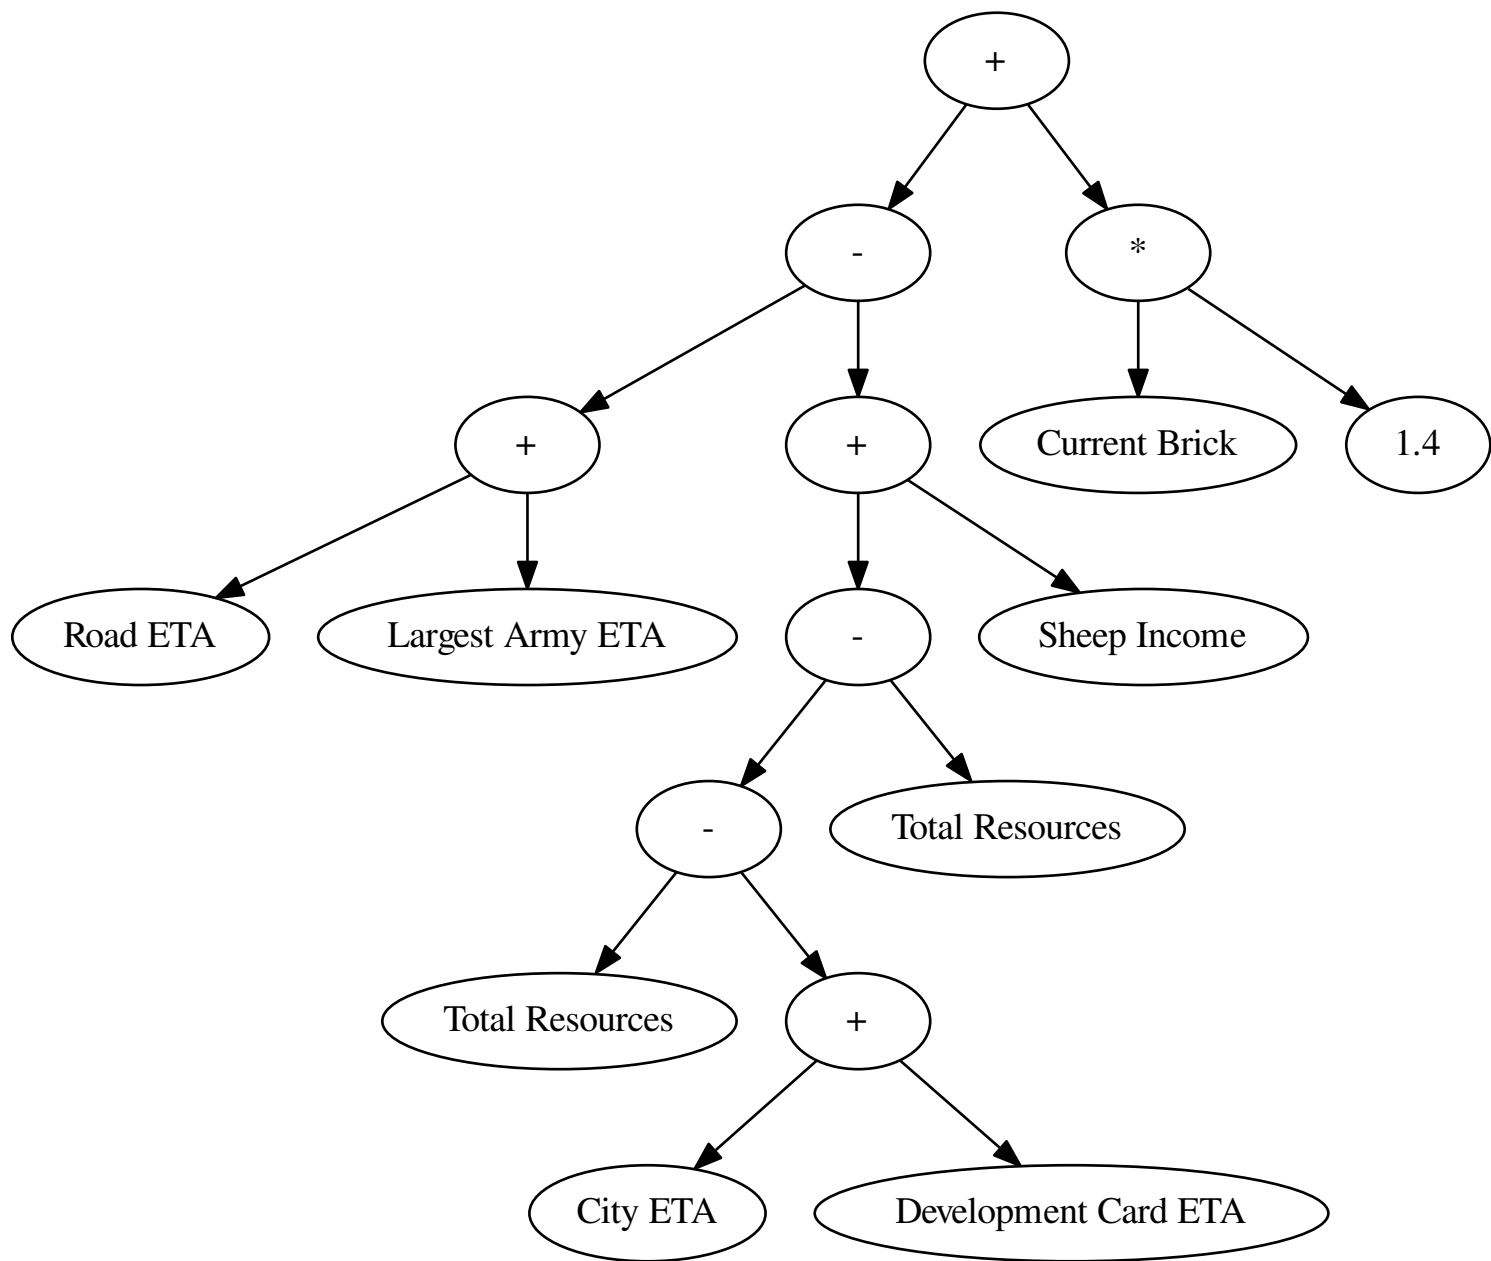 +
-
*
+
+
Current Brick
1.4
Road ETA
Largest Army ETA
-
Sheep Income
-
Total Resources
Total Resources
+
City ETA
Development Card ETA